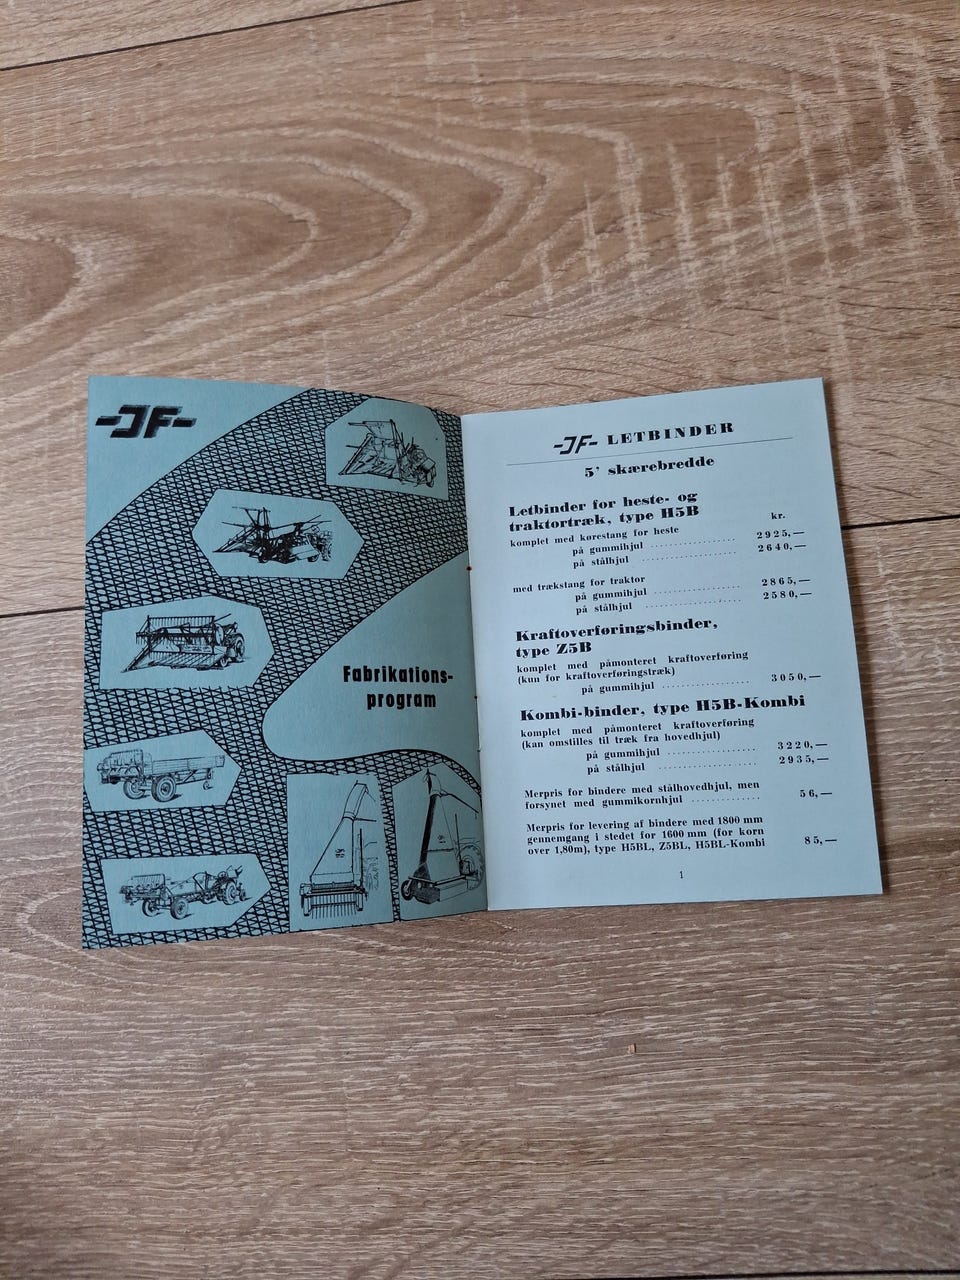 -JF-
Fabrikations-
program
-JF- LETBINDER
5' skærebredde
Letbinder for heste- og
traktortræk, type H5B
kr.
komplet med kørestang for heste
på gummihjul .............. 2925,—
på stålhjul ................ 2640,—
med trækstang for traktor
på gummihjul .............. 2865,—
på stålhjul ................ 2580,—
Kraftoverføringsbinder,
type Z5B
komplet med påmonteret kraftoverføring
(kun for kraftoverføringstræk)
på gummihjul .............. 3050,—
Kombi-binder, type H5B-Kombi
komplet med påmonteret kraftoverføring
(kan omstilles til træk fra hovedhjul)
på gummihjul .............. 3220,—
på stålhjul ................ 2935,—
Merpris for bindere med stålhovedhjul, men
forsynet med gummikornhjul ............ 56,—
Merpris for levering af bindere med 1800 mm
gennemgang i stedet for 1600 mm (for korn
over 1,80m), type H5BL, Z5BL, H5BL-Kombi 85,—
1